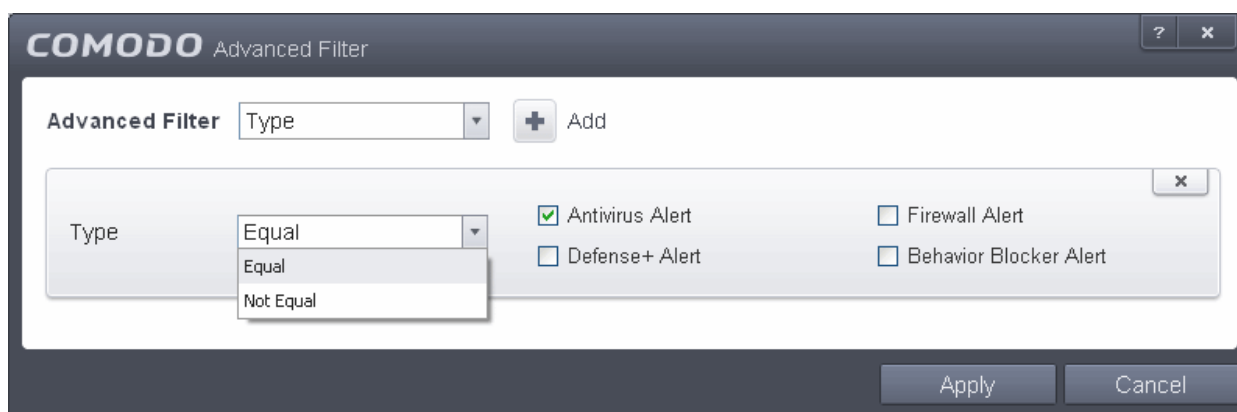 COMODO Advanced Filter ? ×
Advanced Filter Type + Add
×
Type Equal Antivirus Alert Firewall Alert
Equal Defense+ Alert Behavior Blocker Alert
Not Equal
Apply Cancel